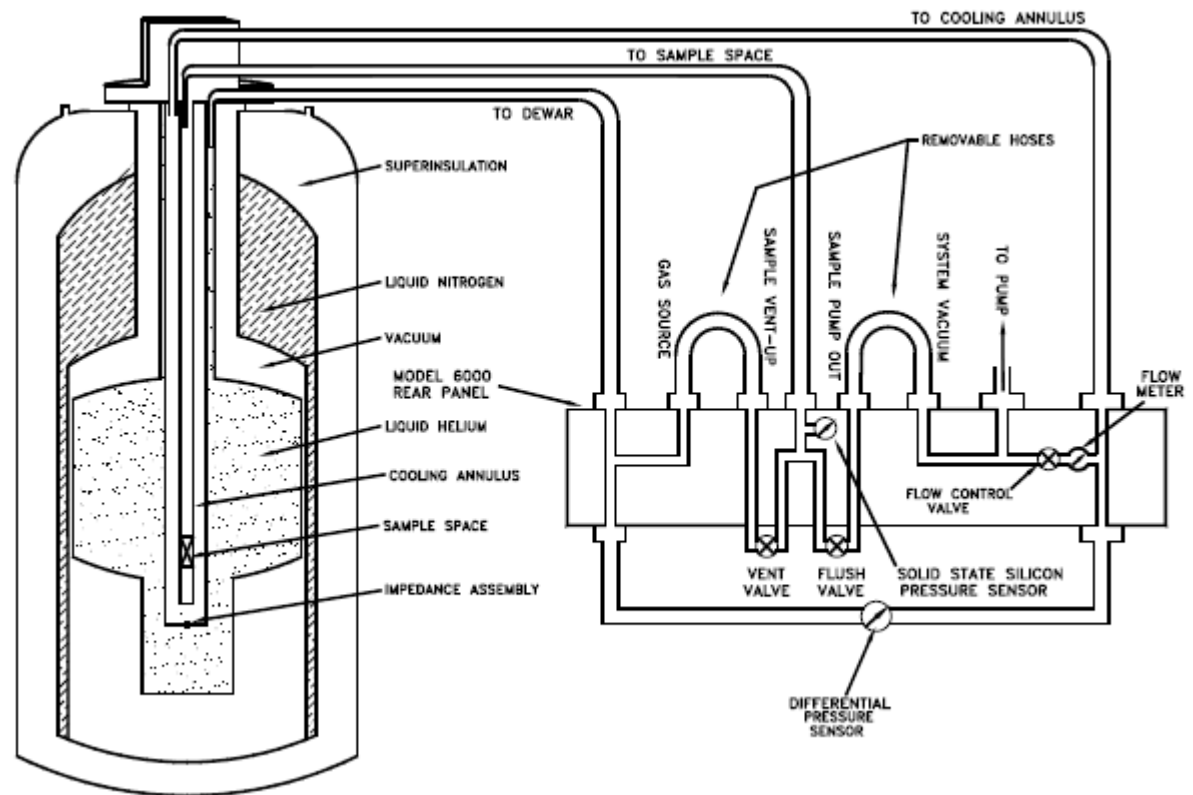 TO COOLING ANNULUS
TO SAMPLE SPACE
TO DEWAR
REMOVABLE HOSES
SUPERINSULATION
LIQUID NITROGEN
VACUUM
MODEL 6000
REAR PANEL
LIQUID HELIUM
COOLING ANNULUS
SAMPLE SPACE
IMPEDANCE ASSEMBLY
GAS SOURCE
SAMPLE VENT-UP
SAMPLE PUMP OUT
SYSTEM VACUUM
TO PUMP
FLOW
METER
FLOW CONTROL
VALVE
VENT
VALVE
FLUSH
VALVE
SOLID STATE SILICON
PRESSURE SENSOR
DIFFERENTIAL
PRESSURE
SENSOR